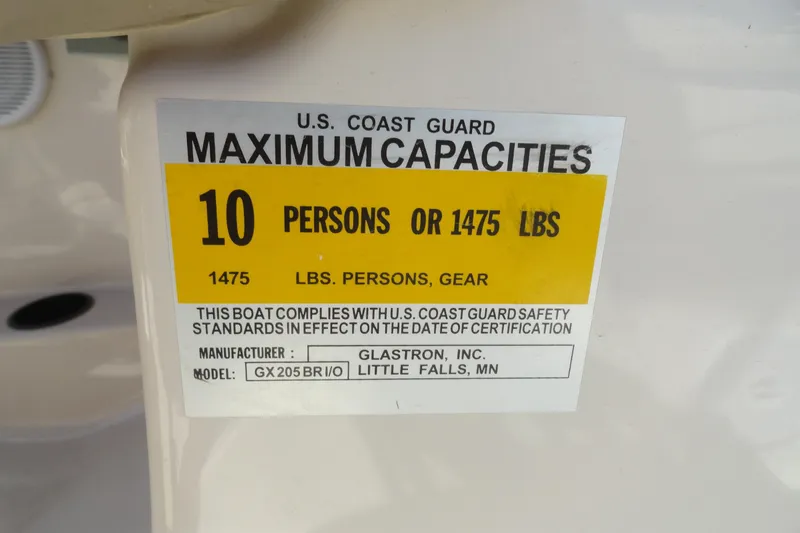 U.S. COAST GUARD
MAXIMUM CAPACITIES
10 PERSONS OR 1475 LBS
1475 LBS. PERSONS, GEAR
THIS BOAT COMPLIES WITH U.S. COAST GUARD SAFETY
STANDARDS IN EFFECT ON THE DATE OF CERTIFICATION
MANUFACTURER : GLASTRON, INC.
MODEL: GX205BRI/O LITTLE FALLS, MN